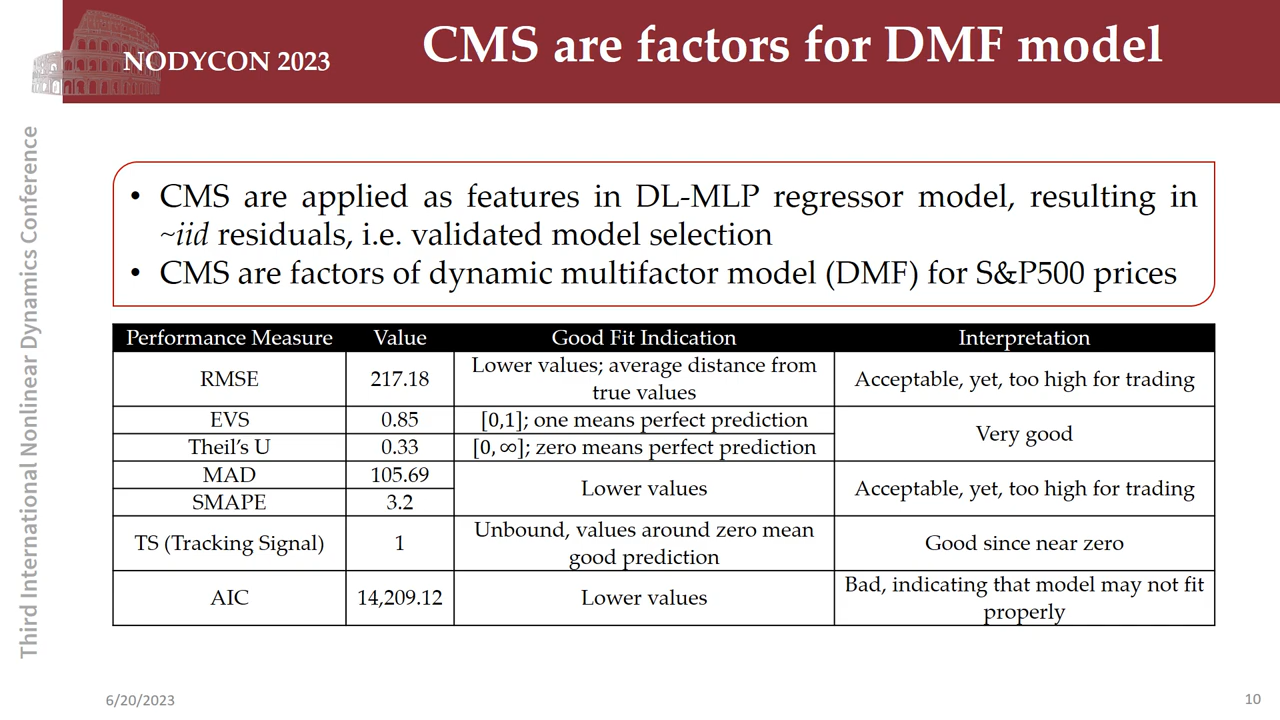 NODYCON 2023
CMS are factors for DMF model
Third International Nonlinear Dynamics Conference
• CMS are applied as features in DL-MLP regressor model, resulting in
~iid residuals, i.e. validated model selection
• CMS are factors of dynamic multifactor model (DMF) for S&P500 prices
Performance Measure Value Good Fit Indication Interpretation
RMSE 217.18 Lower values; average distance from
true values Acceptable, yet, too high for trading
EVS 0.85 [0,1]; one means perfect prediction
Very good
Theil's U 0.33 [0, ∞]; zero means perfect prediction
MAD 105.69
Lower values Acceptable, yet, too high for trading
SMAPE 3.2
TS (Tracking Signal) 1 Unbound, values around zero mean
good prediction Good since near zero
AIC 14,209.12 Lower values Bad, indicating that model may not fit
properly
6/20/2023
10